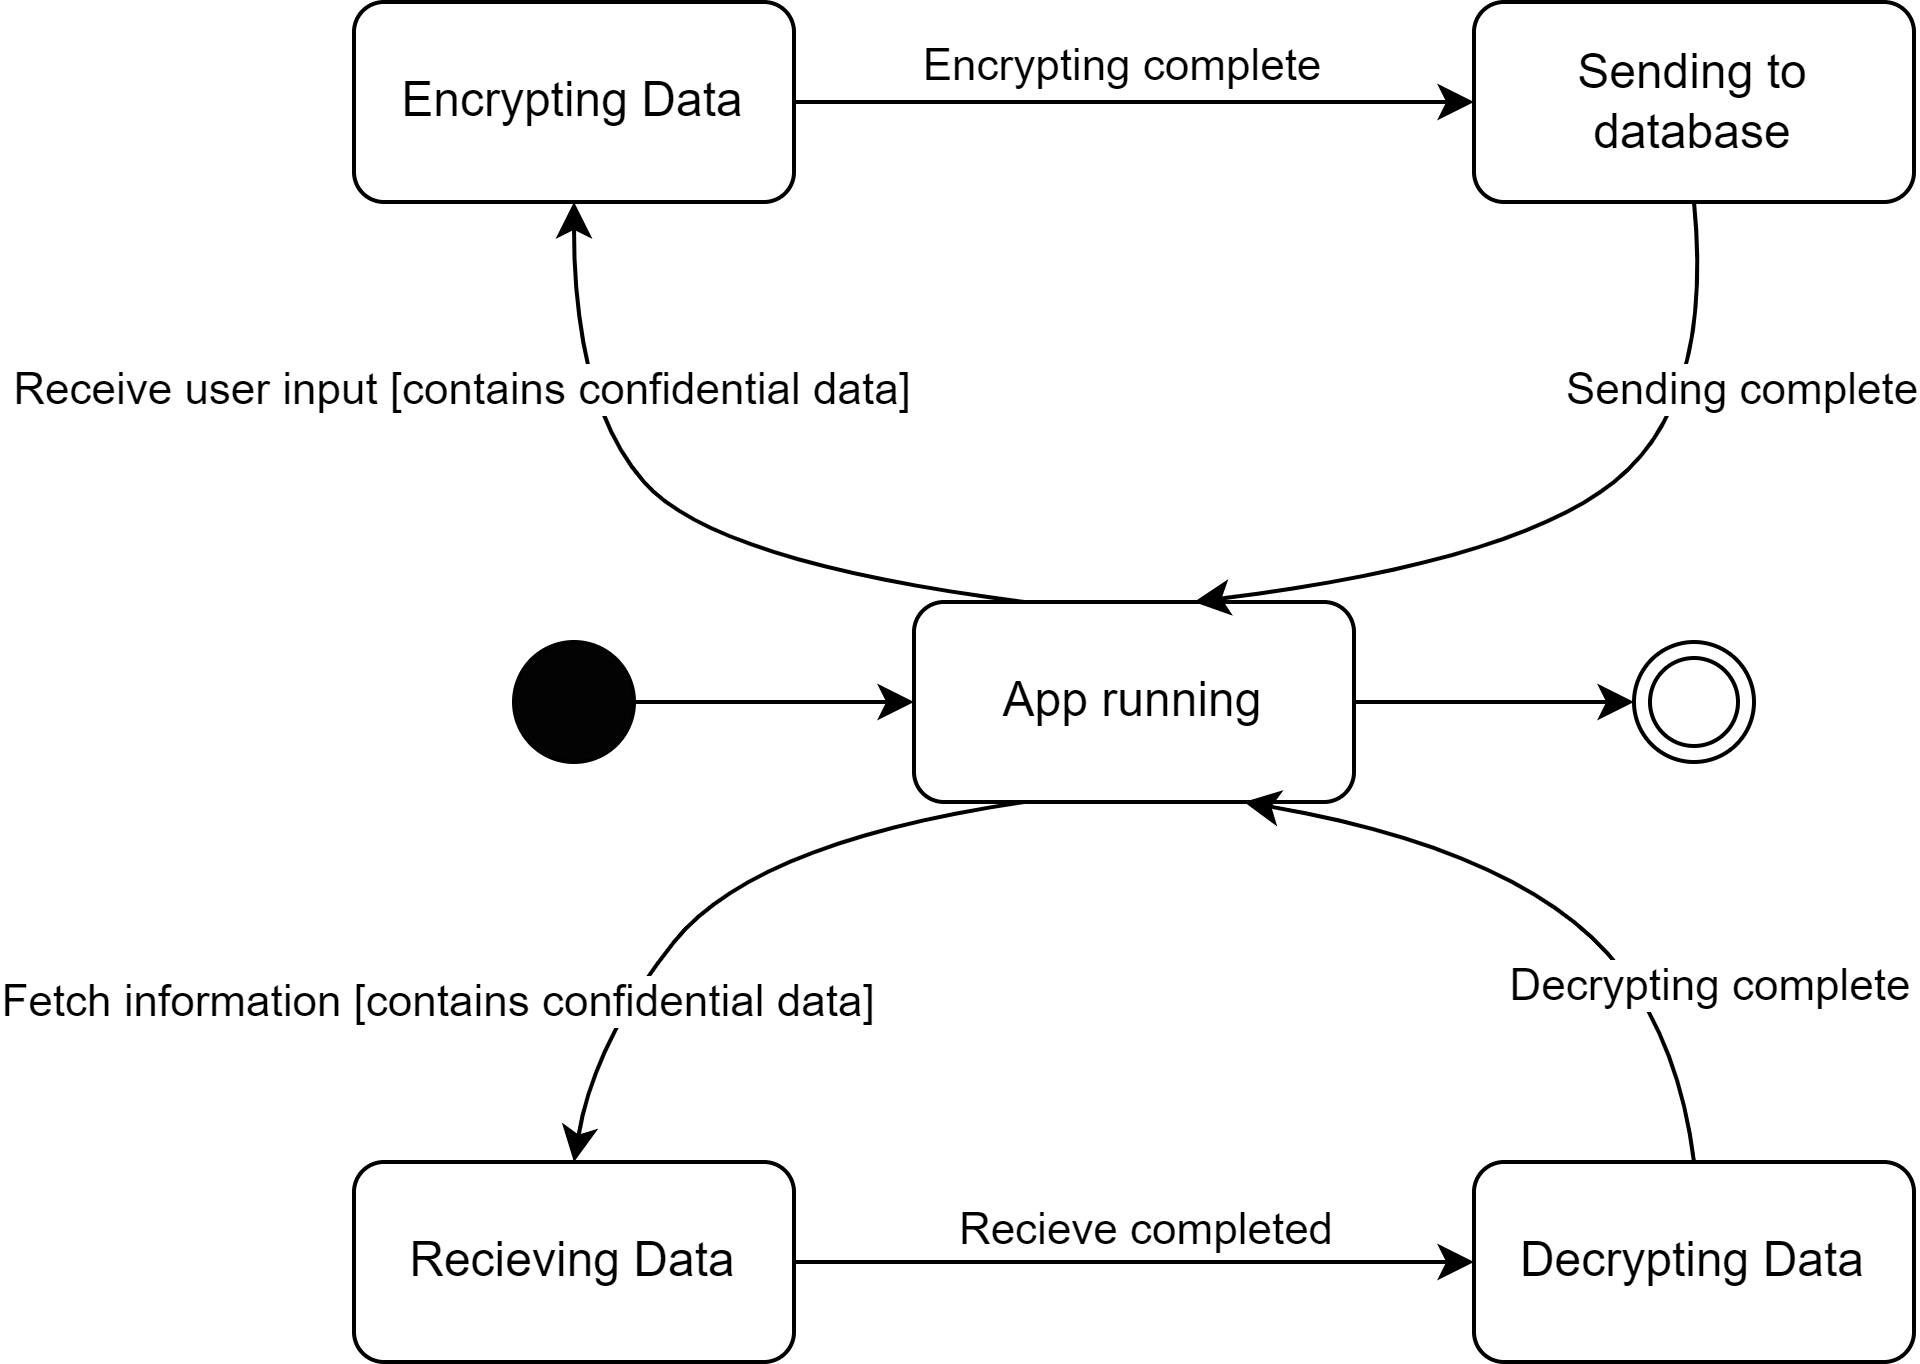 Encrypting Data
Encrypting complete
Sending to
database
Receive user input [contains confidential data]
Sending complete
App running
Fetch information [contains confidential data]
Decrypting complete
Recieving Data
Recieve completed
Decrypting Data